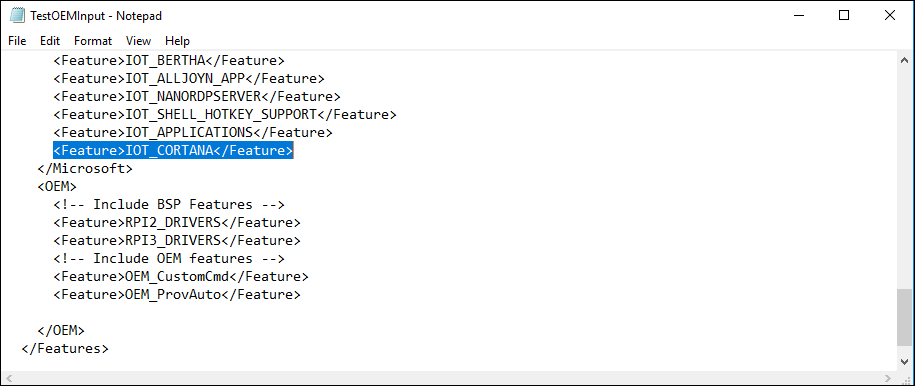 TestOEMInput - Notepad
File Edit Format View Help
<Feature>IOT_BERTHA</Feature>
<Feature>IOT_ALLJOYN_APP</Feature>
<Feature>IOT_NANORDPSERVER</Feature>
<Feature>IOT_SHELL_HOTKEY_SUPPORT</Feature>
<Feature>IOT_APPLICATIONS</Feature>
<Feature>IOT_CORTANA</Feature>
</Microsoft>
<OEM>
<!-- Include BSP Features -->
<Feature>RPI2_DRIVERS</Feature>
<Feature>RPI3_DRIVERS</Feature>
<!-- Include OEM features -->
<Feature>OEM_CustomCmd</Feature>
<Feature>OEM_ProvAuto</Feature>
</OEM>
</Features>